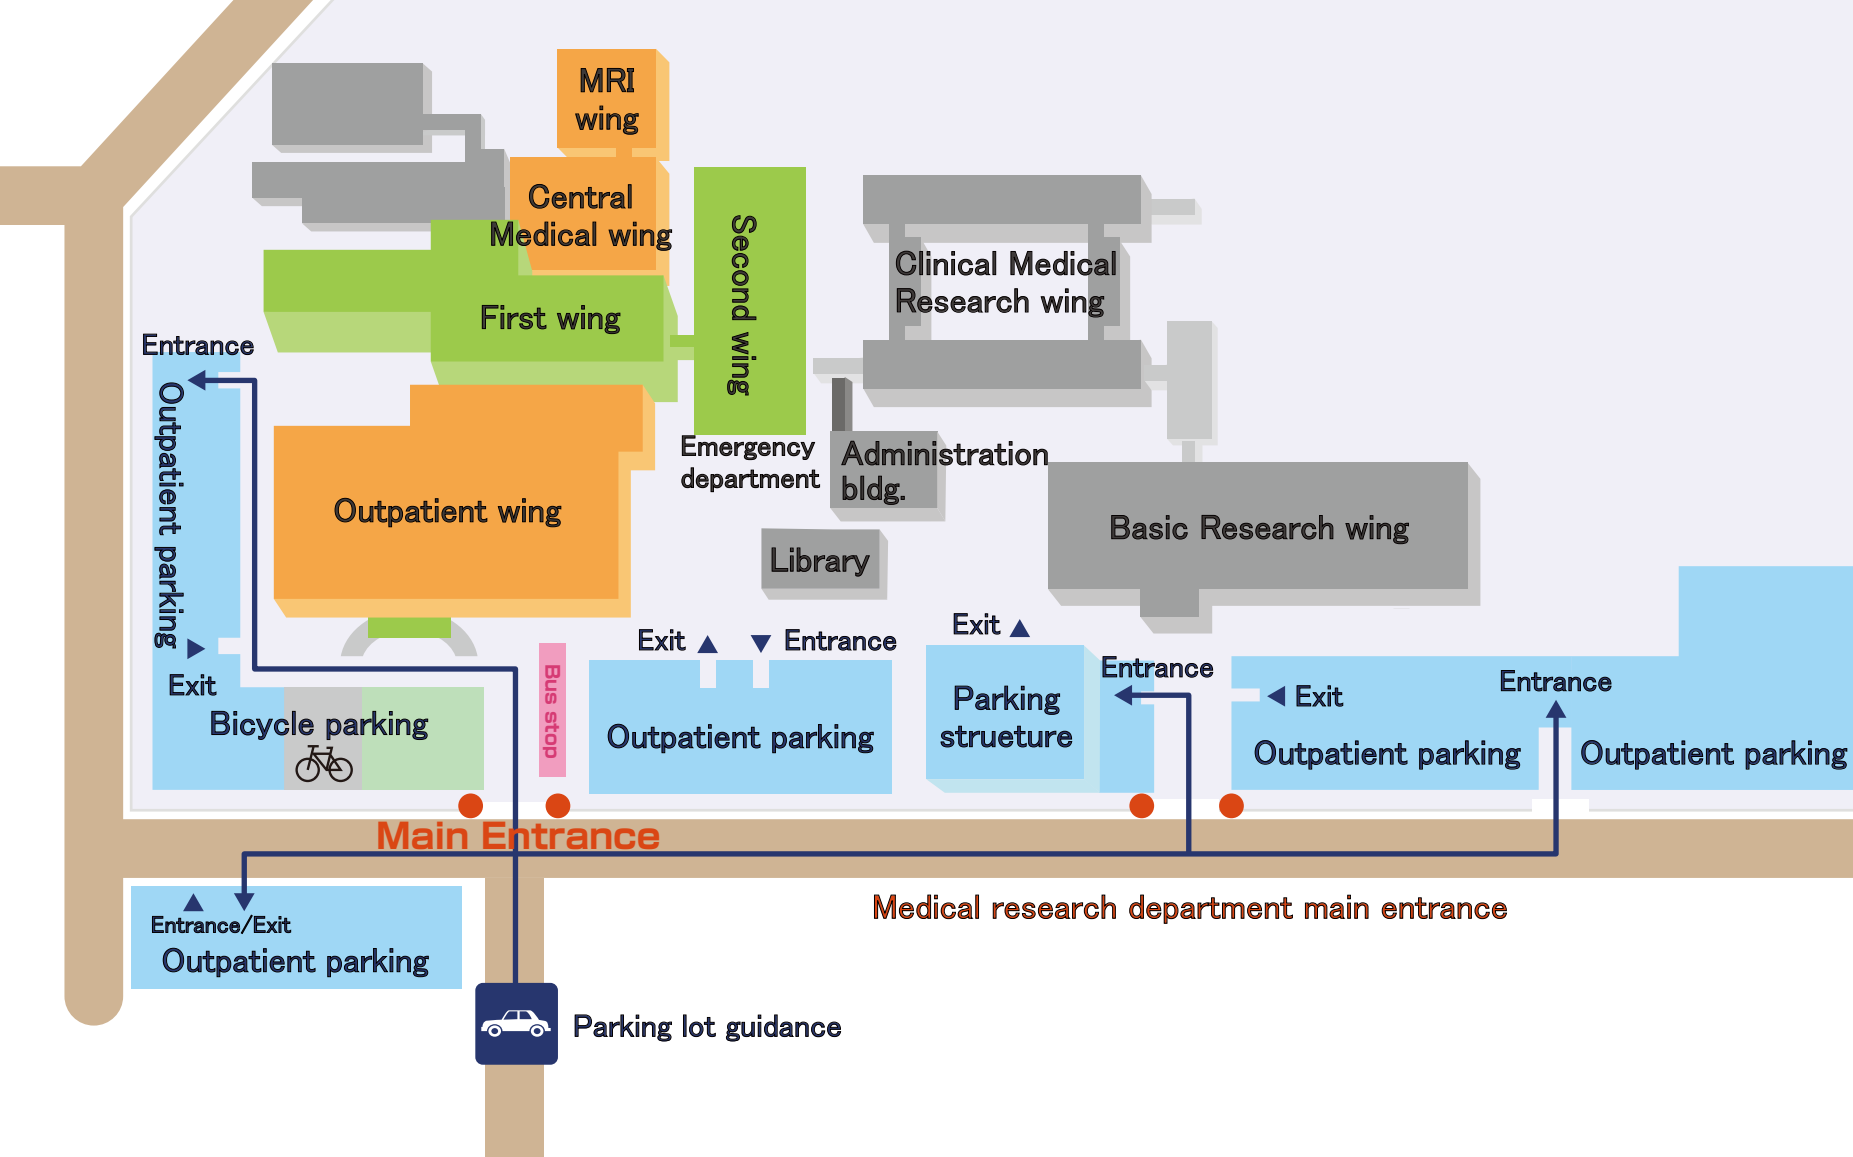 MRI
wing
Central
Medical wing
Second wing
Clinical Medical
Research wing
First wing
Entrance
Outpatient parking
Emergency
department
Administration
bldg.
Outpatient wing
Basic Research wing
Library
Exit
Exit
Entrance
Exit
Bicycle parking
Bus stop
Outpatient parking
Parking
strueture
Entrance
Exit
Outpatient parking
Entrance
Outpatient parking
Main Entrance
Medical research department main entrance
Entrance/Exit
Outpatient parking
Parking lot guidance